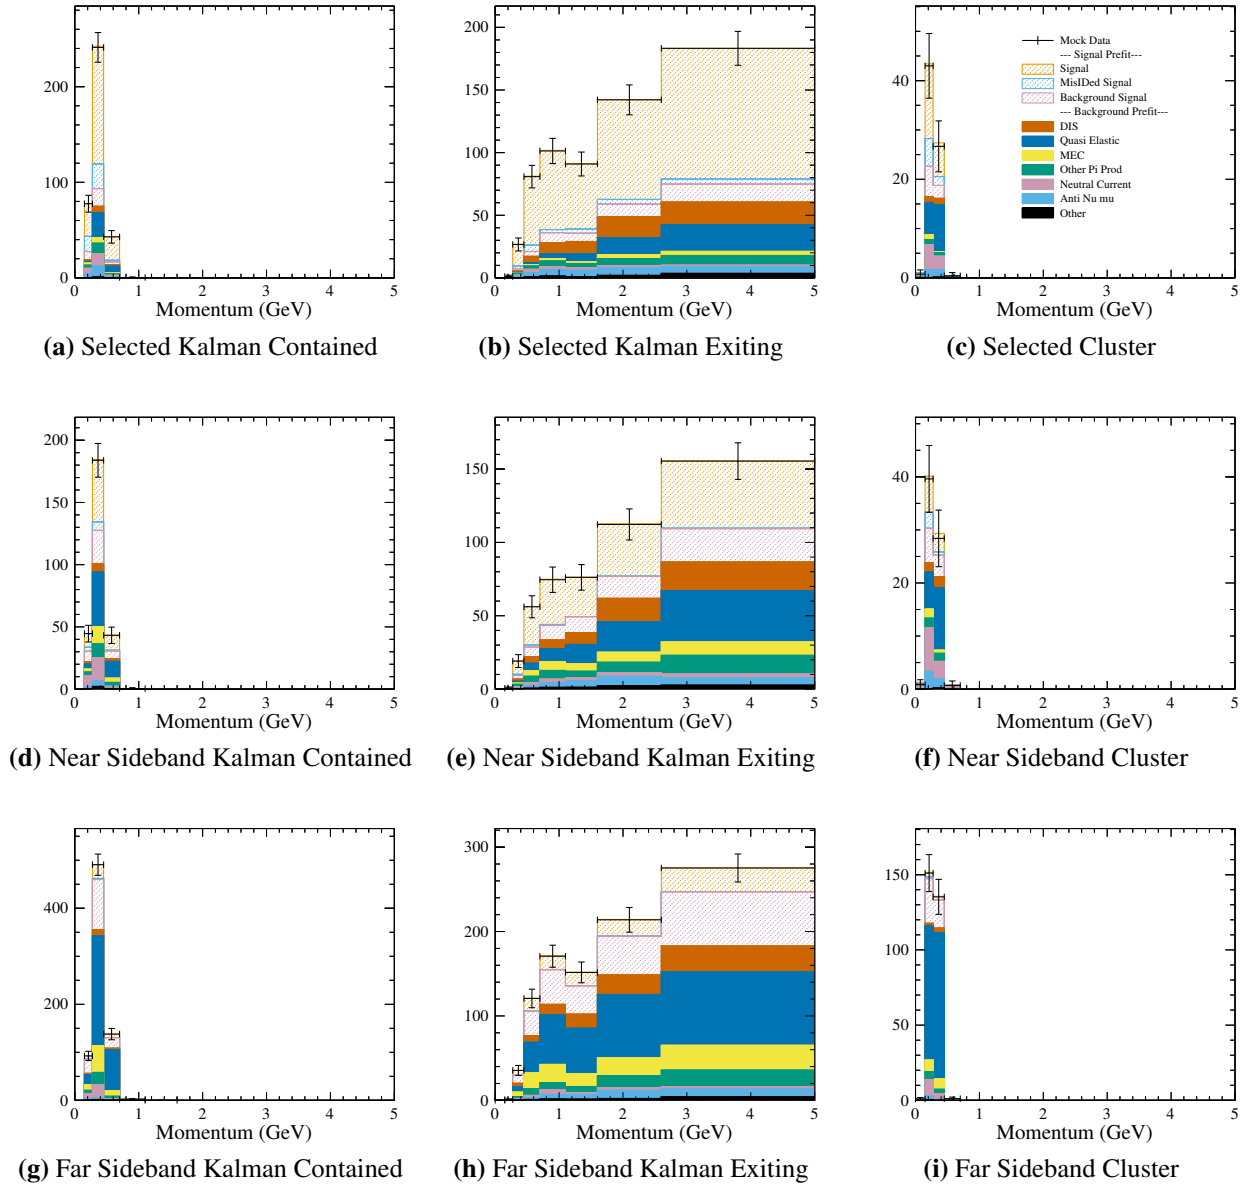 200
100
0
0 1 2 3 4 5
Momentum (GeV)
(a) Selected Kalman Contained
200
150
100
50
0
0 1 2 3 4 5
Momentum (GeV)
(b) Selected Kalman Exiting
40
20
0
0 1 2 3 4 5
Momentum (GeV)
Mock Data
--- Signal Prefit---
Signal
MisIDed Signal
Background Signal
--- Background Prefit---
DIS
Quasi Elastic
MEC
Other Pi Prod
Neutral Current
Anti Nu mu
Other
(c) Selected Cluster
200
150
100
50
0
0 1 2 3 4 5
Momentum (GeV)
(d) Near Sideband Kalman Contained
150
100
50
0
0 1 2 3 4 5
Momentum (GeV)
(e) Near Sideband Kalman Exiting
40
20
0
0 1 2 3 4 5
Momentum (GeV)
(f) Near Sideband Cluster
400
200
0
0 1 2 3 4 5
Momentum (GeV)
(g) Far Sideband Kalman Contained
300
200
100
0
0 1 2 3 4 5
Momentum (GeV)
(h) Far Sideband Kalman Exiting
150
100
50
0
0 1 2 3 4 5
Momentum (GeV)
(i) Far Sideband Cluster